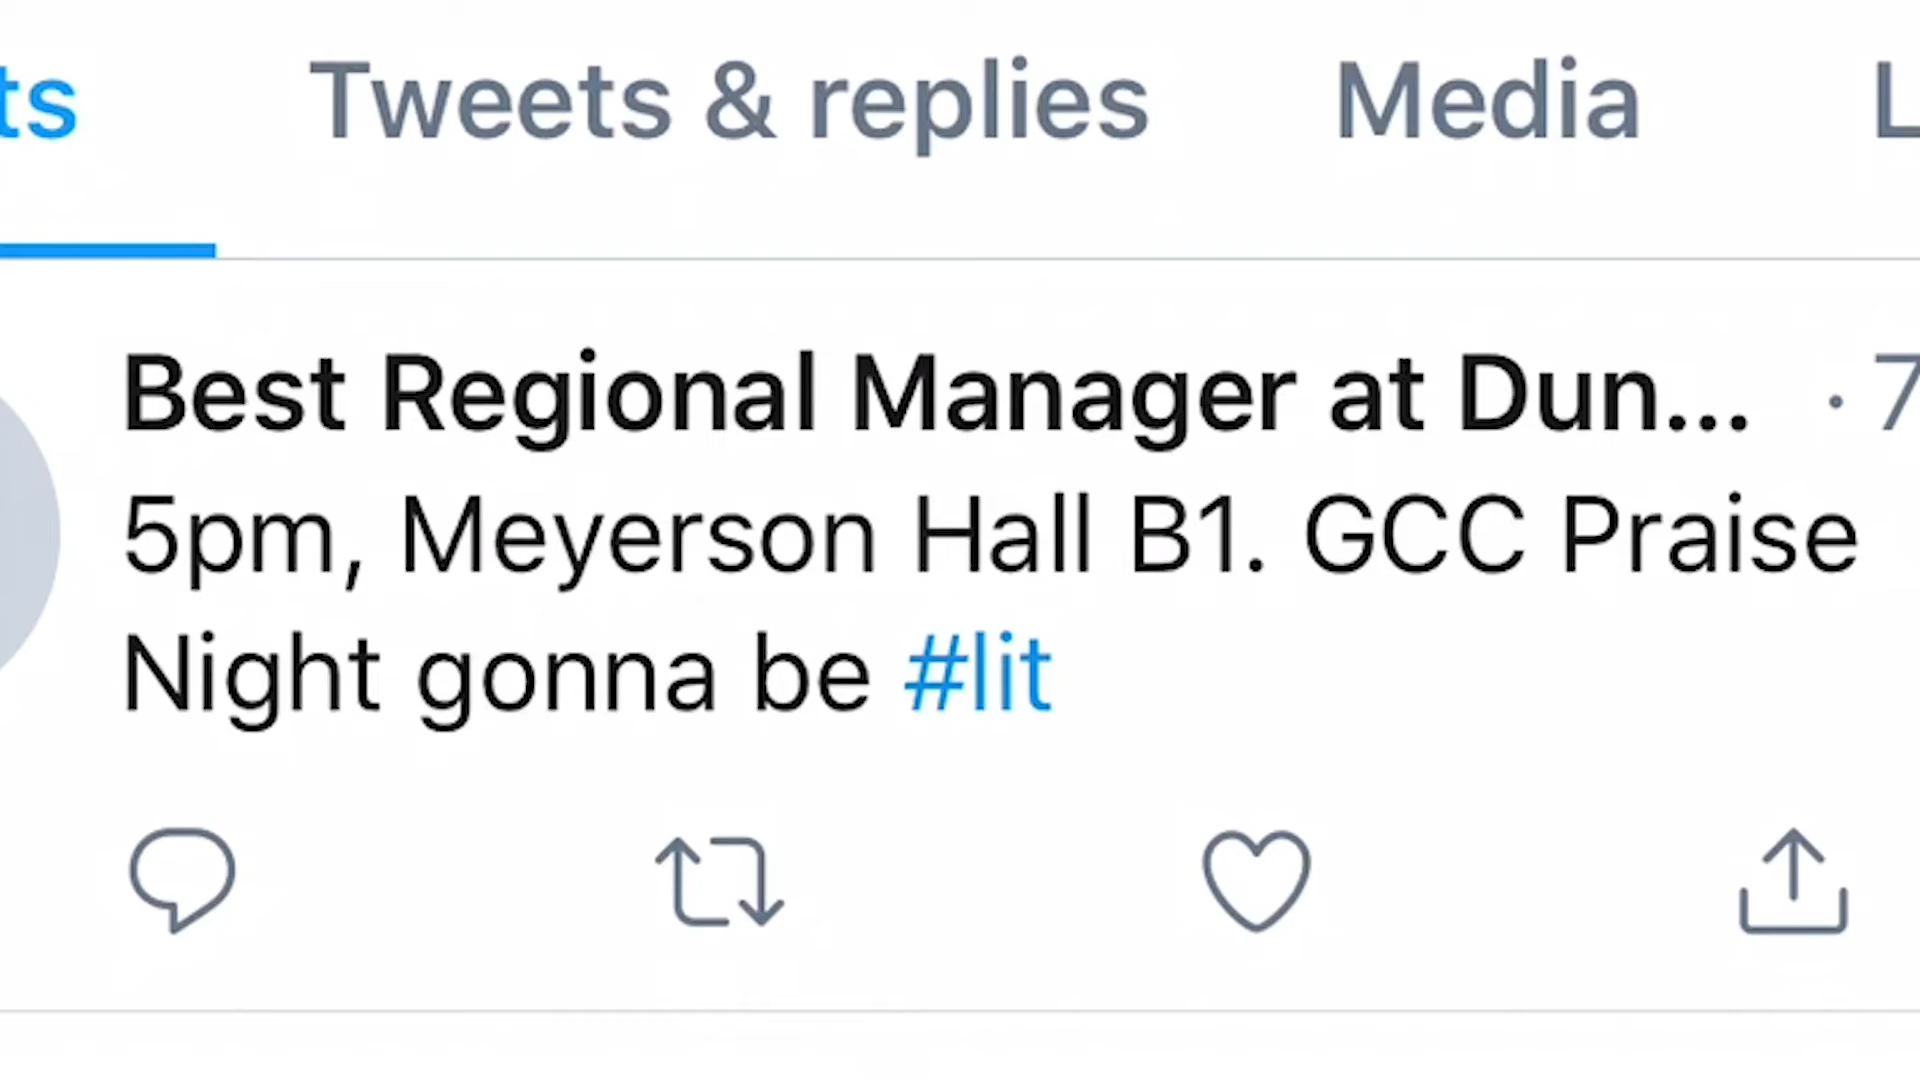 ts Tweets & replies Media L
Best Regional Manager at Dun... · 7
5pm, Meyerson Hall B1. GCC Praise
Night gonna be #lit